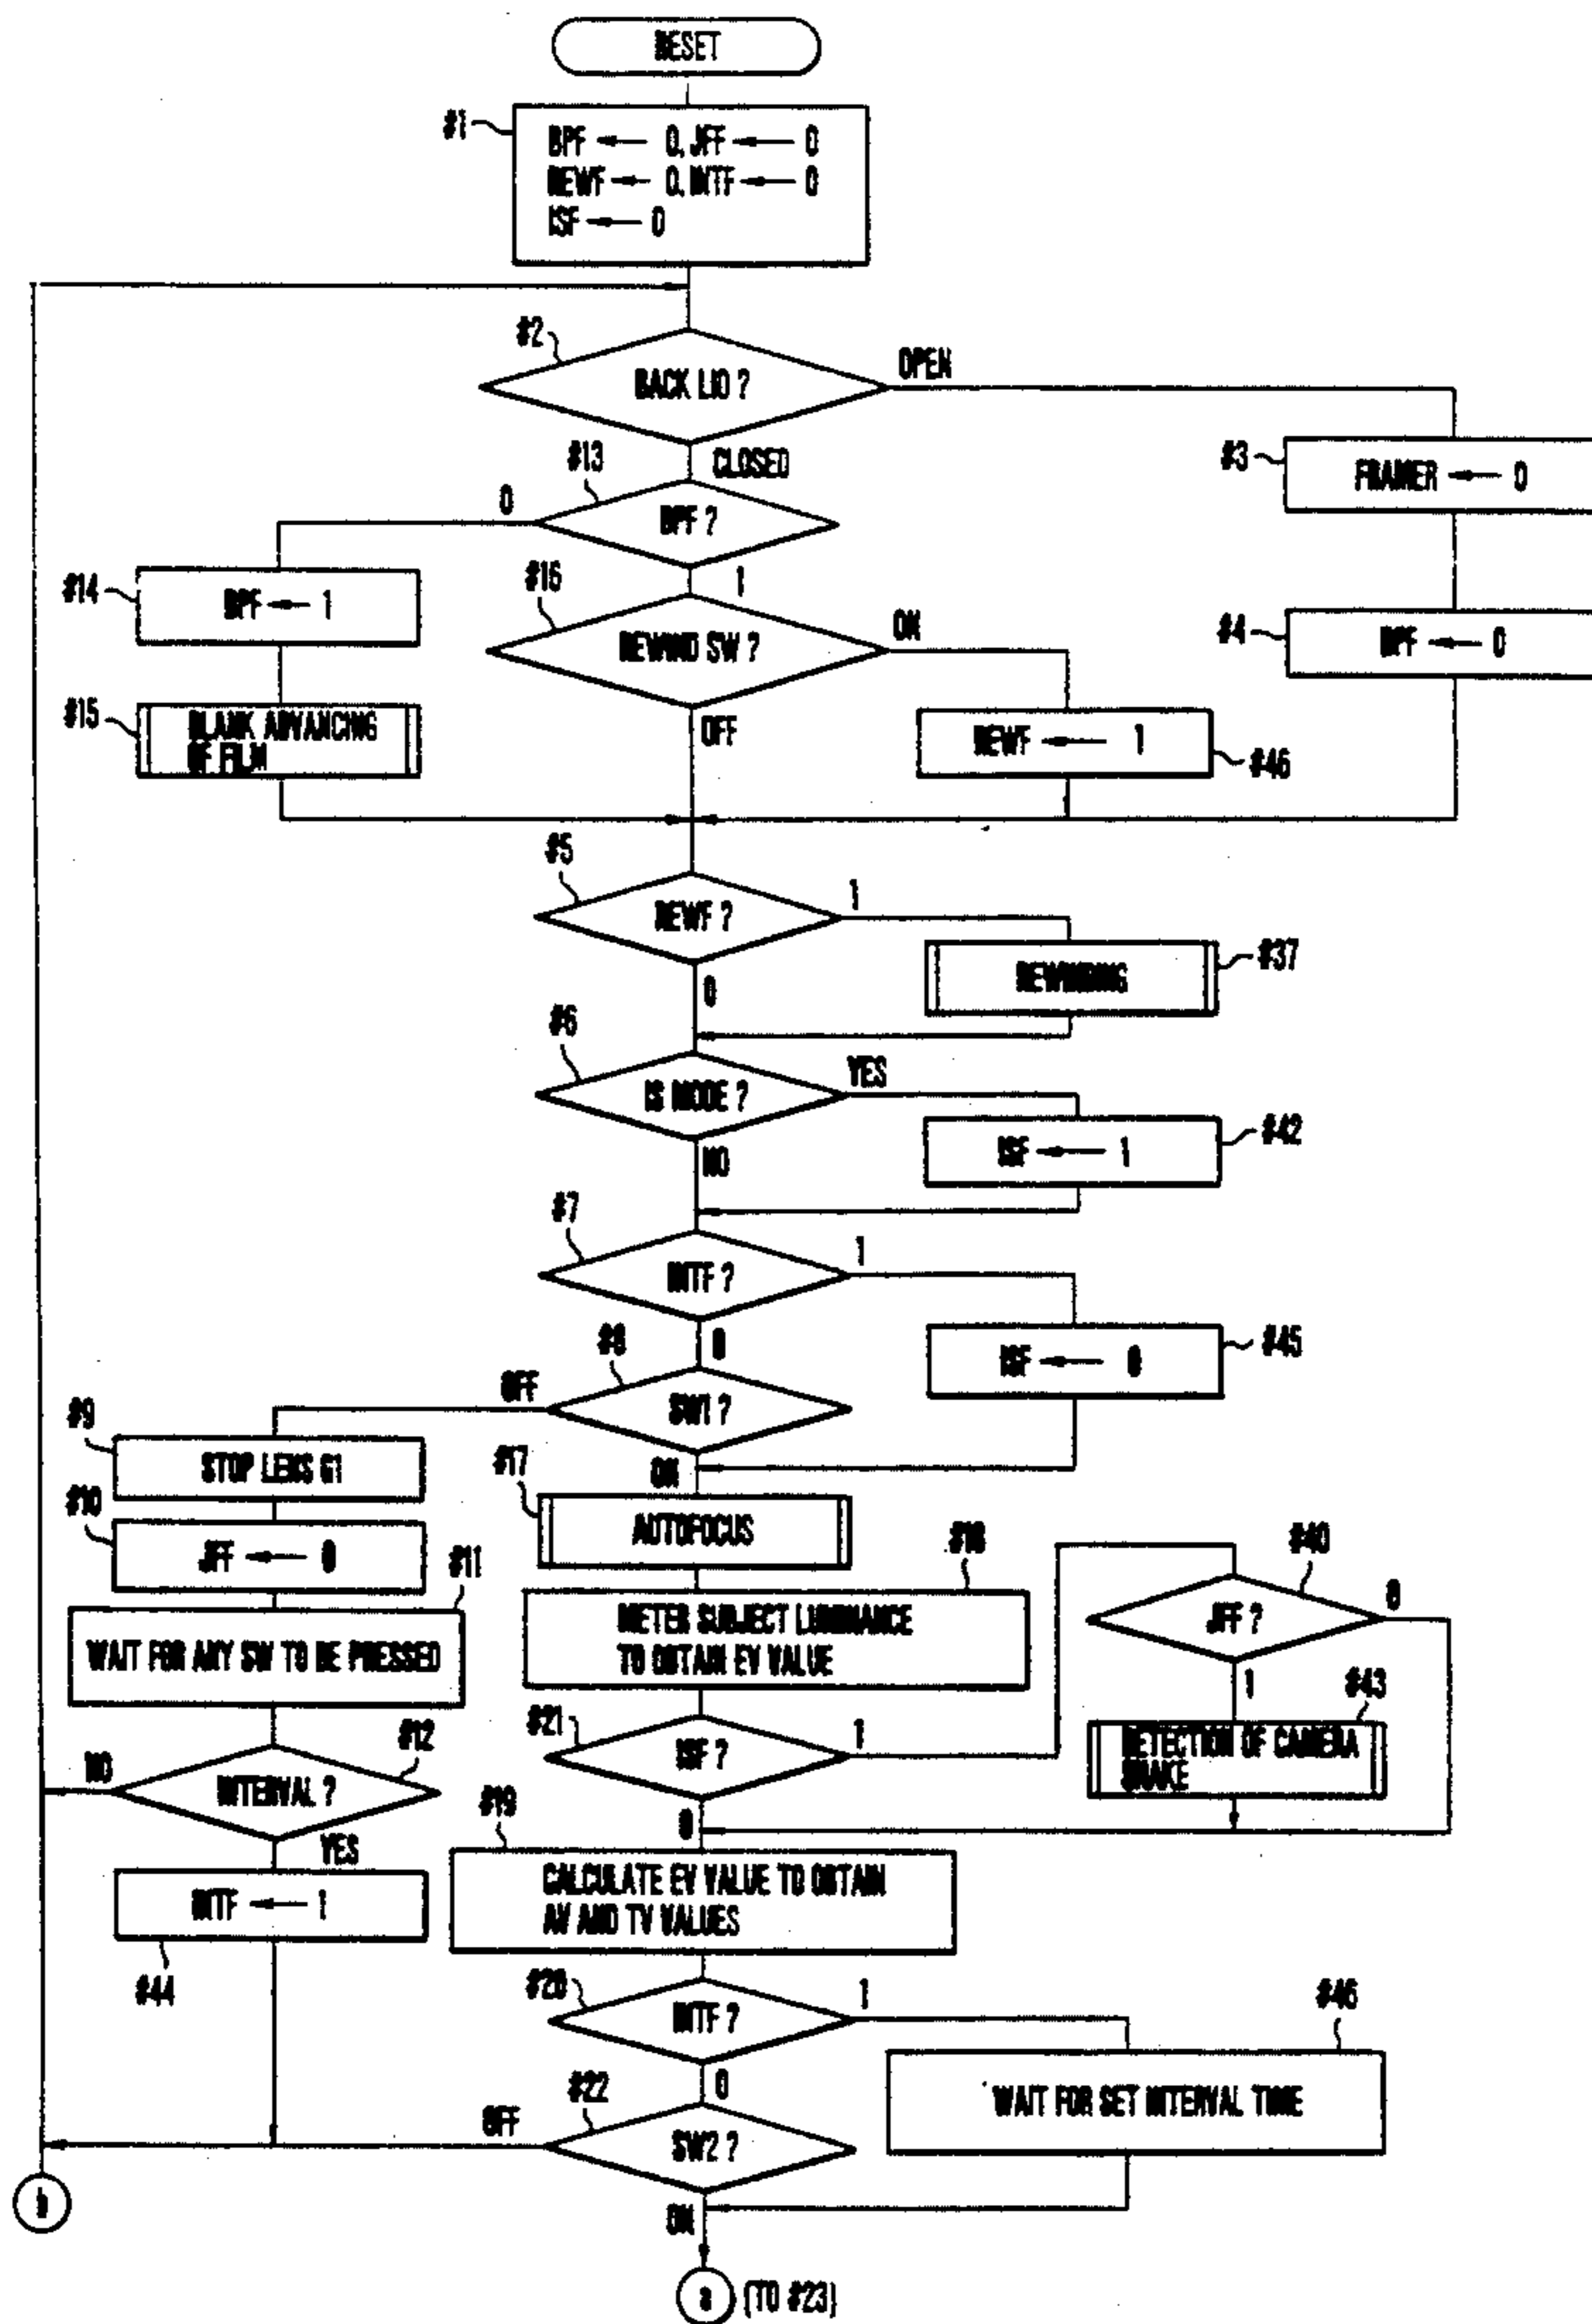 RESET
#1
BPF ← 0, JFF ← 0
REWF ← 0, INTF ← 0
ISF ← 0
#2
BACK LID ?
OPEN
CLOSED
#3
FRAMER ← 0
#13
BPF ?
0
1
#14
BPF ← 1
#16
REWIND SW ?
ON
OFF
#4
BPF ← 0
#15
BLANK ADVANCING
OF FILM
REWF ← 1
#46
#5
REWF ?
1
0
REWINDING
#37
#6
IS MODE ?
YES
NO
ISF ← 1
#42
#7
INTF ?
1
0
ISF ← 0
#45
#8
SW1 ?
OFF
ON
#9
STOP LENS G1
#17
AUTOFOCUS
#10
JFF ← 0
#11
WAIT FOR ANY SW TO BE PRESSED
#18
METER SUBJECT LUMINANCE
TO OBTAIN EV VALUE
#40
JFF ?
0
1
#21
ISF ?
1
0
#43
DETECTION OF CAMERA
SHAKE
#12
INTERVAL ?
NO
YES
#19
CALCULATE EV VALUE TO OBTAIN
AV AND TV VALUES
INTF ← 1
#44
#20
INTF ?
1
0
#46
WAIT FOR SET INTERVAL TIME
#22
SW2 ?
OFF
ON
b
a (TO #23)